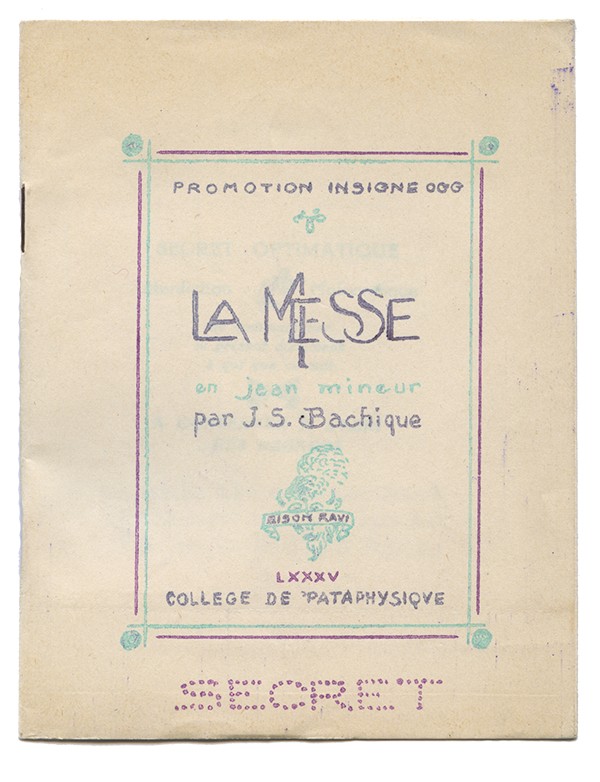 PROMOTION INSIGNE OGG
LA MESSE
en jean mineur
par J. S. Bachique
BISON RAVI
LXXXV
COLLEGE DE 'PATAPHYSIQUE
SECRET